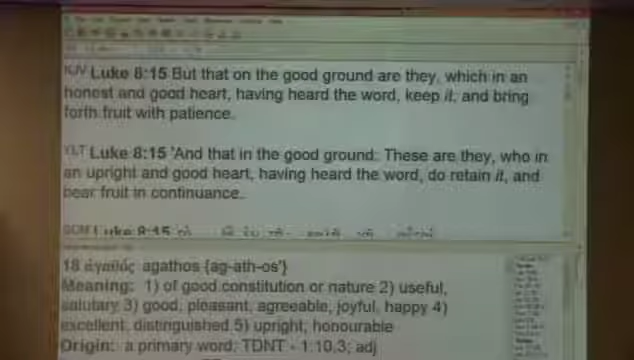 KJV Luke 8:15 But that on the good ground are they, which in an
honest and good heart, having heard the word, keep it, and bring
forth fruit with patience.
YLT Luke 8:15 'And that in the good ground: These are they, who in
an upright and good heart, having heard the word, do retain it, and
bear fruit in continuance.
Luke 8:15
18 ἀγαθός agathos {ag-ath-os'}
Meaning: 1) of good constitution or nature 2) useful,
salutary 3) good, pleasant, agreeable, joyful, happy 4)
excellent, distinguished 5) upright, honourable
Origin: a primary word; TDNT - 1:10,3; adj